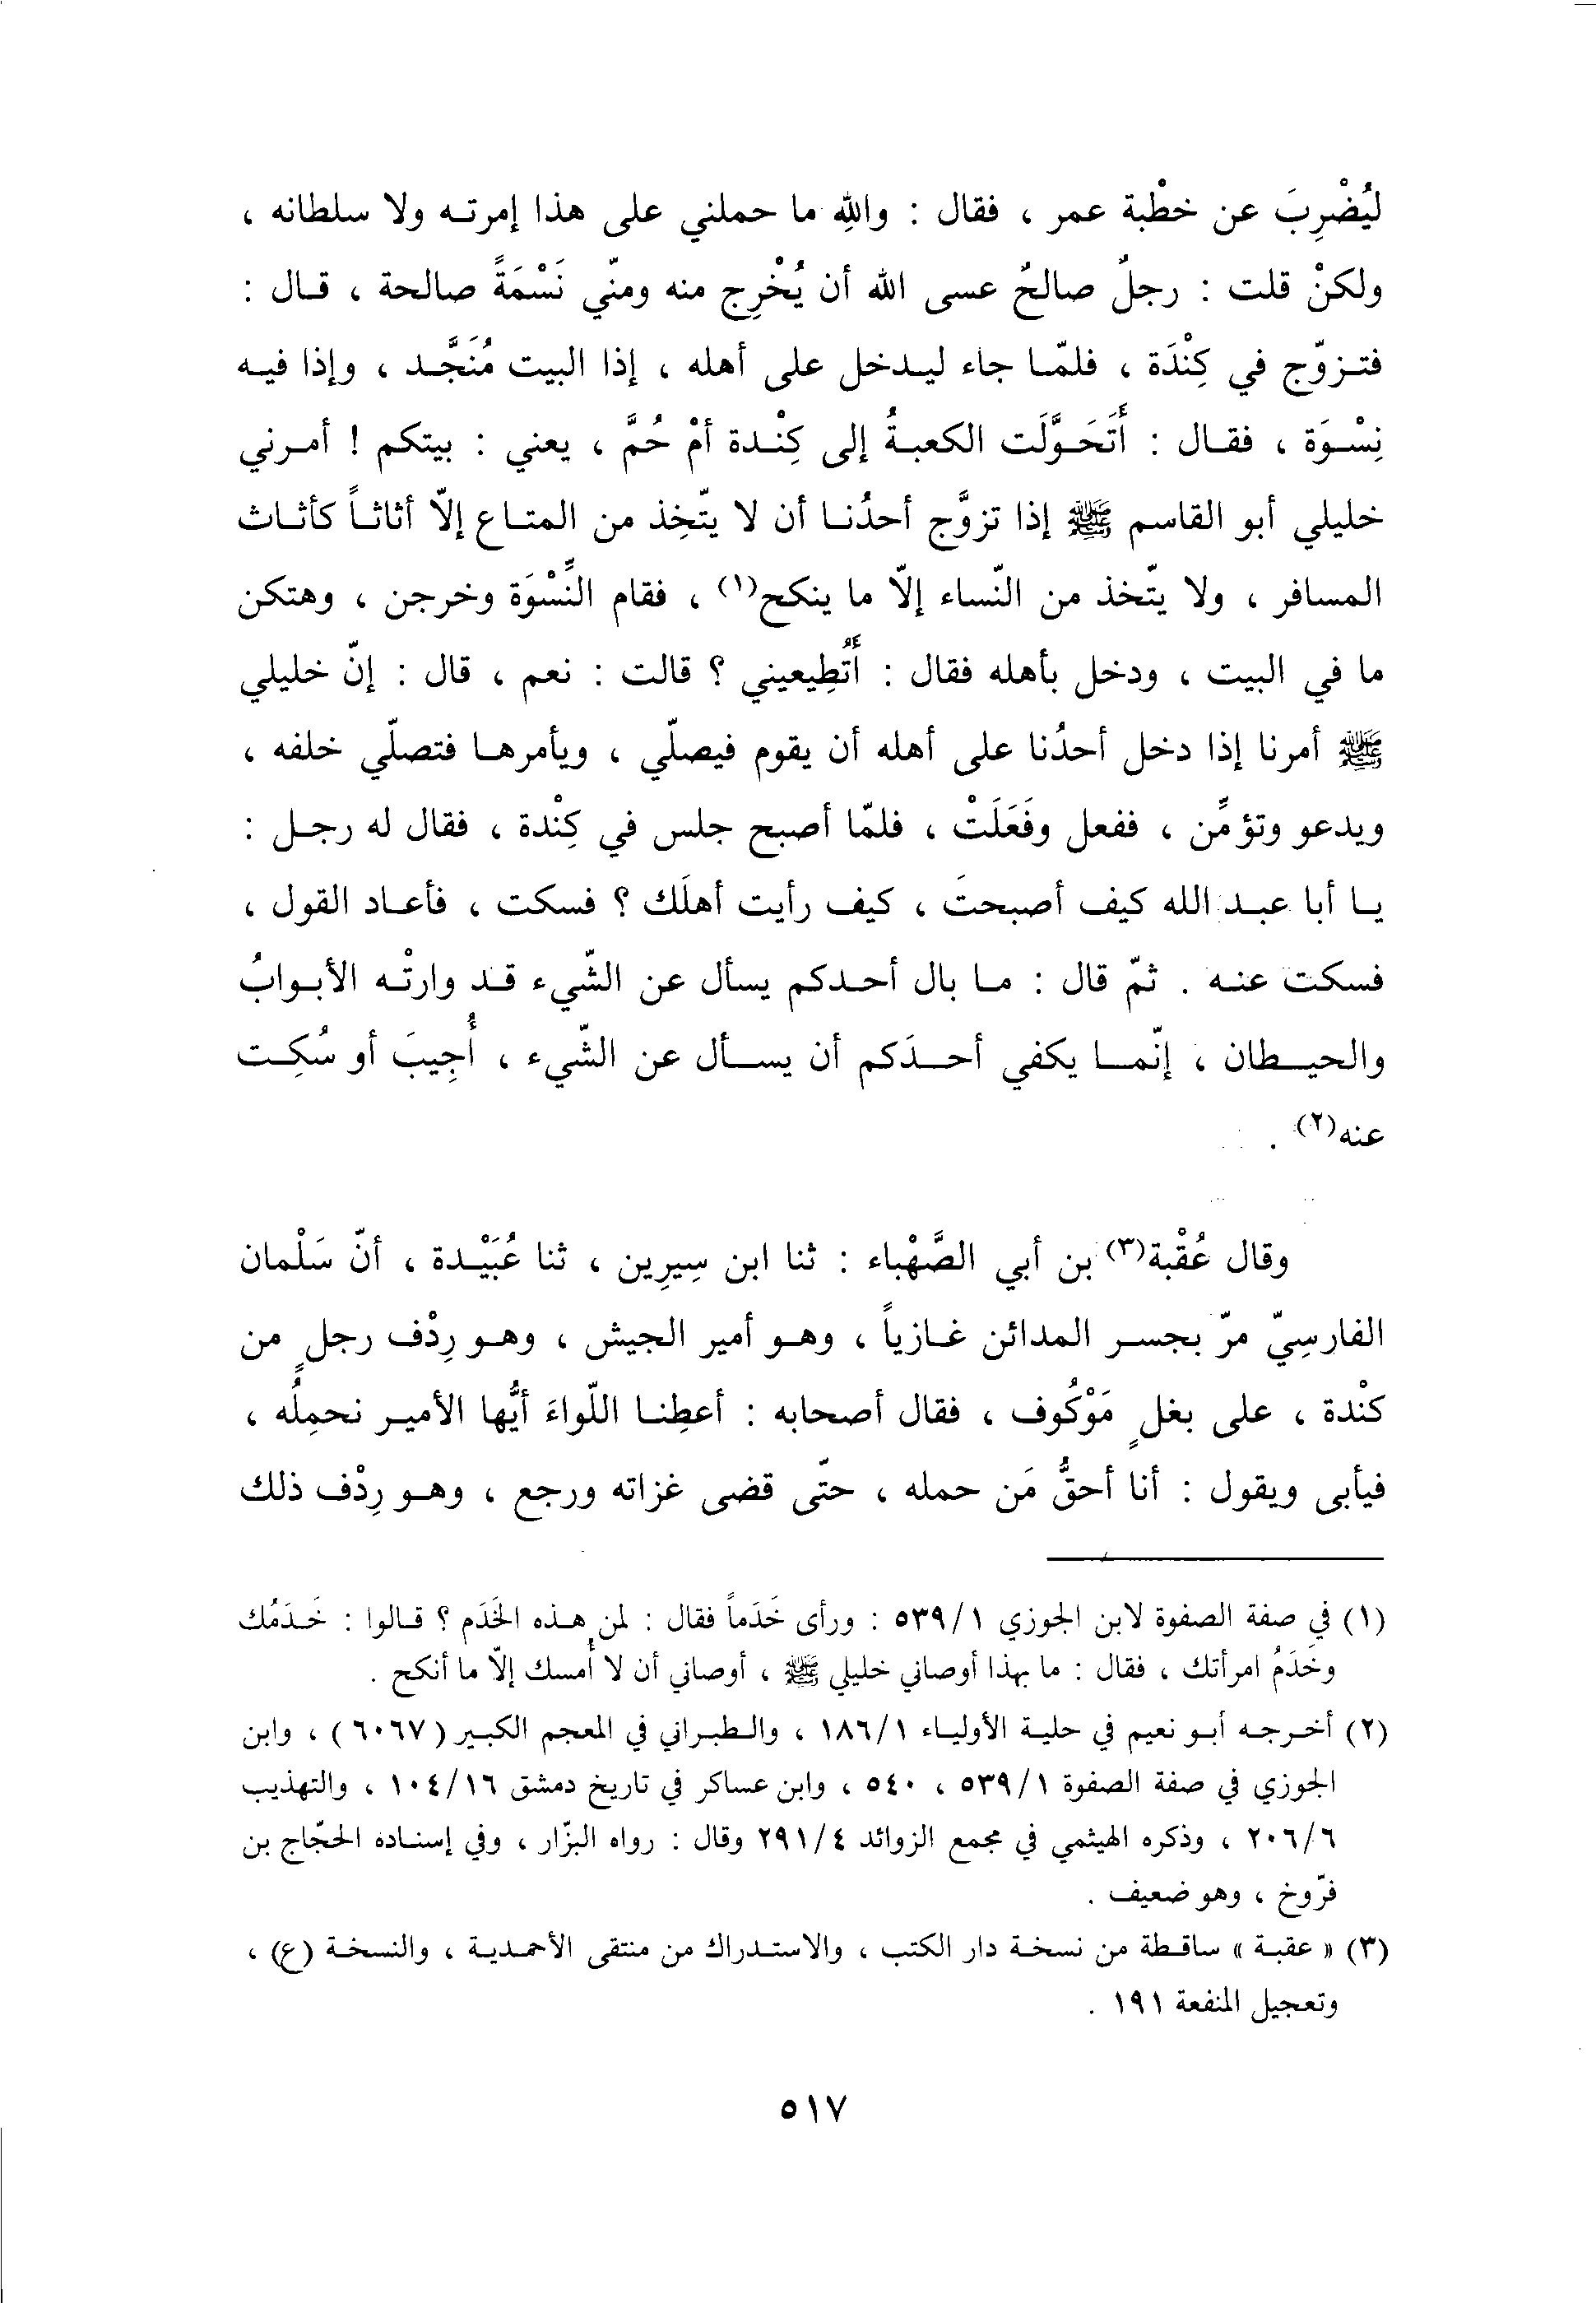 ليُضْرِبَ عن خطْبة عمر ، فقال : واللهِ ما حملني على هذا إمرته ولا سلطانه ،
ولكنْ قلت : رجلٌ صالحٌ عسى الله أن يُخْرِج منه ومنّي نَسْمَةً صالحة ، قال :
فتزوّج في كِنْدَة ، فلمّا جاء ليدخل على أهله ، إذا البيت مُنَجَّد ، وإذا فيه
نِسْوَة ، فقال : أَتَحَوَّلَت الكعبةُ إلى كِنْدة أمْ حُمَّ ، يعني : بيتكم ! أمرني
خليلي أبو القاسم ﷺ إذا تزوَّج أحدُنا أن لا يتّخِذ من المتاع إلاّ أثاثاً كأثاث
المسافر ، ولا يتّخذ من النّساء إلاّ ما ينكح(١) ، فقام النِّسْوَة وخرجن ، وهتكن
ما في البيت ، ودخل بأهله فقال : أَتُطِيعيني ؟ قالت : نعم ، قال : إنّ خليلي
ﷺ أمرنا إذا دخل أحدُنا على أهله أن يقوم فيصلّي ، ويأمرها فتصلّي خلفه ،
ويدعو وتؤمِّن ، ففعل وفَعَلَتْ ، فلمّا أصبح جلس في كِنْدة ، فقال له رجل :
يا أبا عبد الله كيف أصبحتَ ، كيف رأيت أهلَك ؟ فسكت ، فأعاد القول ،
فسكت عنه . ثمّ قال : ما بال أحدكم يسأل عن الشّيء قد وارتْه الأبوابُ
والحيطان ، إنّما يكفي أحدَكم أن يسأل عن الشّيء ، أُجِيبَ أو سُكِت
عنه(٢) .
وقال عُقْبة(٣) بن أبي الصَّهْباء : ثنا ابن سِيرِين ، ثنا عُبَيْدة ، أنّ سَلْمان
الفارسِيّ مرّ بجسر المدائن غازياً ، وهو أمير الجيش ، وهو رِدْف رجلٍ من
كنْدة ، على بغلٍ مَوْكُوف ، فقال أصحابه : أعطِنا اللّواءَ أيُّها الأمير نحمِلُه ،
فيأبى ويقول : أنا أحقُّ مَن حمله ، حتّى قضى غزاته ورجع ، وهو رِدْف ذلك
(١) في صفة الصفوة لابن الجوزي ٥٣٩/١ : ورأى خَدَماً فقال : لمن هذه الخَدَم ؟ قالوا : خَدَمُك
وخَدَمُ امرأتك ، فقال : ما بهذا أوصاني خليلي ﷺ ، أوصاني أن لا أُمسك إلاّ ما أنكح .
(٢) أخرجه أبو نعيم في حلية الأولياء ١٨٦/١ ، والطبراني في المعجم الكبير (٦٠٦٧) ، وابن
الجوزي في صفة الصفوة ٥٣٩/١ ، ٥٤٠ ، وابن عساكر في تاريخ دمشق ١٠٤/١٦ ، والتهذيب
٢٠٦/٦ ، وذكره الهيثمي في مجمع الزوائد ٢٩١/٤ وقال : رواه البزّار ، وفي إسناده الحجّاج بن
فرّوخ ، وهو ضعيف .
(٣) « عقبة » ساقطة من نسخة دار الكتب ، والاستدراك من منتقى الأحمدية ، والنسخة (ع) ،
وتعجيل المنفعة ١٩١ .
٥١٧